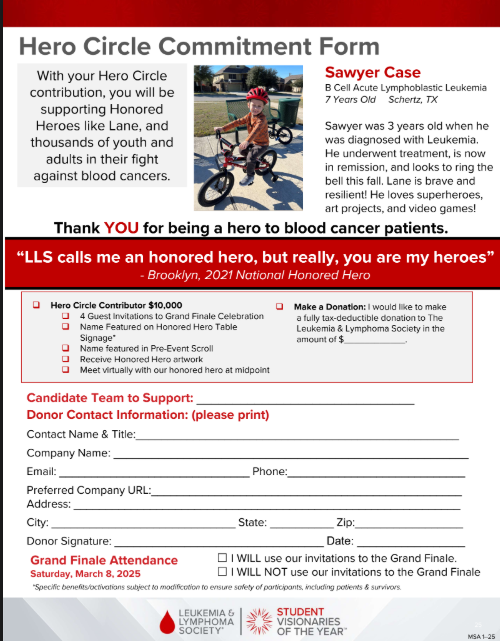 Hero Circle Commitment Form
With your Hero Circle
contribution, you will be
supporting Honored
Heroes like Lane, and
thousands of youth and
adults in their fight
against blood cancers.
Sawyer Case
B Cell Acute Lymphoblastic Leukemia
7 Years Old Schertz, TX
Sawyer was 3 years old when he
was diagnosed with Leukemia.
He underwent treatment, is now
in remission, and looks to ring the
bell this fall. Lane is brave and
resilient! He loves superheroes,
art projects, and video games!
Thank YOU for being a hero to blood cancer patients.
“LLS calls me an honored hero, but really, you are my heroes”
- Brooklyn, 2021 National Honored Hero
❑ Hero Circle Contributor $10,000
❑ 4 Guest Invitations to Grand Finale Celebration
❑ Name Featured on Honored Hero Table
Signage*
❑ Name featured in Pre-Event Scroll
❑ Receive Honored Hero artwork
❑ Meet virtually with our honored hero at midpoint
❑ Make a Donation: I would like to make
a fully tax-deductible donation to The
Leukemia & Lymphoma Society in the
amount of $____________.
Candidate Team to Support: ______________________________
Donor Contact Information: (please print)
Contact Name & Title:______________________________
Company Name: ______________________________
Email: ____________________ Phone:____________________
Preferred Company URL:______________________________
Address: ______________________________
City: ____________________ State: __________ Zip:____________
Donor Signature: ____________________ Date: ____________
Grand Finale Attendance
Saturday, March 8, 2025
☐ I WILL use our invitations to the Grand Finale.
☐ I WILL NOT use our invitations to the Grand Finale
*Specific benefits/activations subject to modification to ensure safety of participants, including patients & survivors.
LEUKEMIA &
LYMPHOMA
SOCIETY®
STUDENT
VISIONARIES
OF THE YEAR™
MSA 1-25